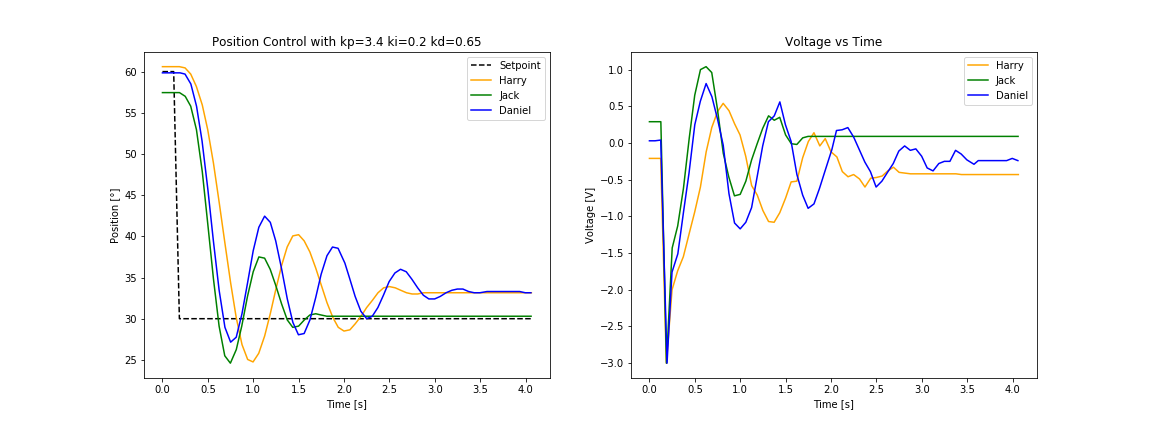 Position Control with kp=3.4 ki=0.2 kd=0.65
60
55
50
45
40
35
30
25
Position [°]
0.0 0.5 1.0 1.5 2.0 2.5 3.0 3.5 4.0
Time [s]
Setpoint
Harry
Jack
Daniel
Voltage vs Time
1.0
0.5
0.0
−0.5
−1.0
−1.5
−2.0
−2.5
−3.0
Voltage [V]
0.0 0.5 1.0 1.5 2.0 2.5 3.0 3.5 4.0
Time [s]
Harry
Jack
Daniel